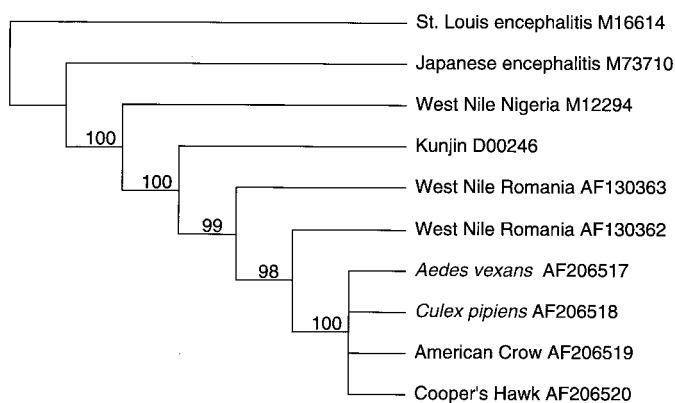 St. Louis encephalitis M16614
Japanese encephalitis M73710
West Nile Nigeria M12294
100
Kunjin D00246
100
West Nile Romania AF130363
99
West Nile Romania AF130362
98
Aedes vexans AF206517
Culex pipiens AF206518
100
American Crow AF206519
Cooper's Hawk AF206520